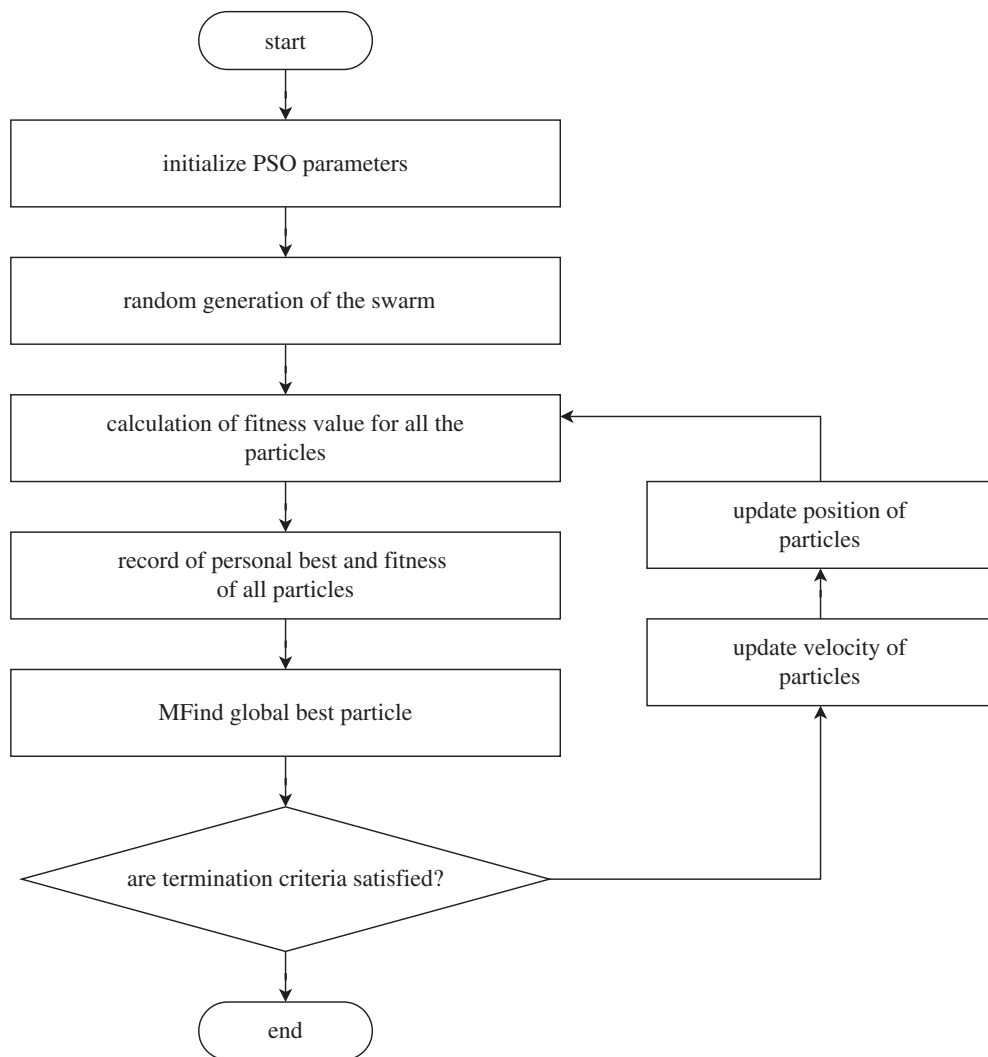 start
initialize PSO parameters
random generation of the swarm
calculation of fitness value for all the
particles
record of personal best and fitness
of all particles
MFind global best particle
are termination criteria satisfied?
end
update position of
particles
update velocity of
particles